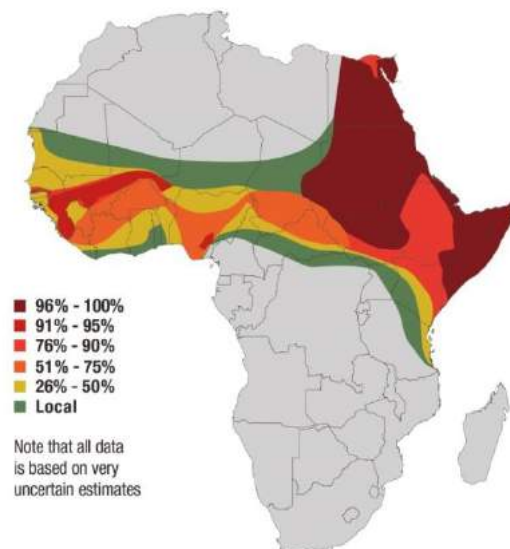 96% - 100%
91% - 95%
76% - 90%
51% - 75%
26% - 50%
Local
Note that all data
is based on very
uncertain estimates